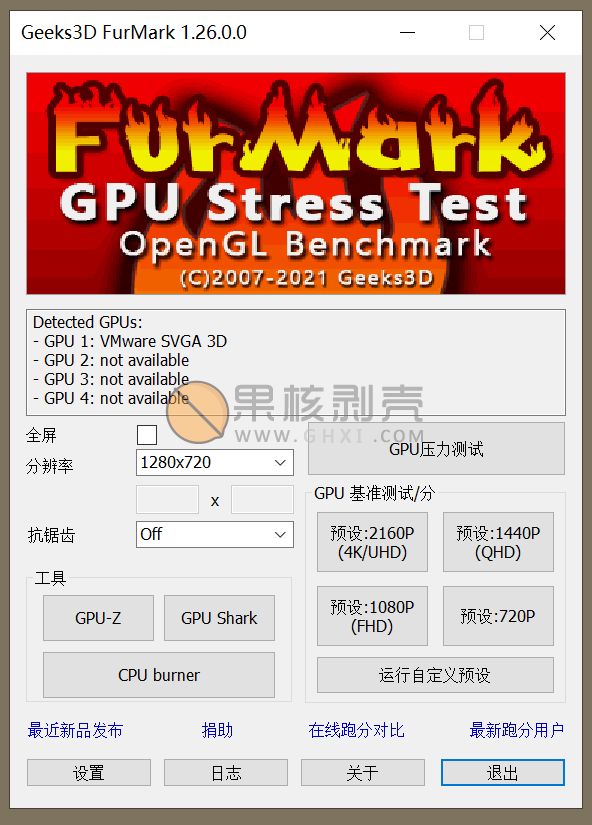 Geeks3D FurMark 1.26.0.0
FurMark
GPU Stress Test
OpenGL Benchmark
(C)2007-2021 Geeks3D
Detected GPUs:
- GPU 1: VMware SVGA 3D
- GPU 2: not available
- GPU 3: not available
- GPU 4: not available
果核剥壳
WWW.GHXI.COM
全屏
GPU压力测试
分辨率
1280x720
x
抗锯齿
Off
GPU 基准测试/分
预设:2160P
(4K/UHD)
预设:1440P
(QHD)
预设:1080P
(FHD)
预设:720P
运行自定义预设
工具
GPU-Z
GPU Shark
CPU burner
最近新品发布
捐助
在线跑分对比
最新跑分用户
设置
日志
关于
退出